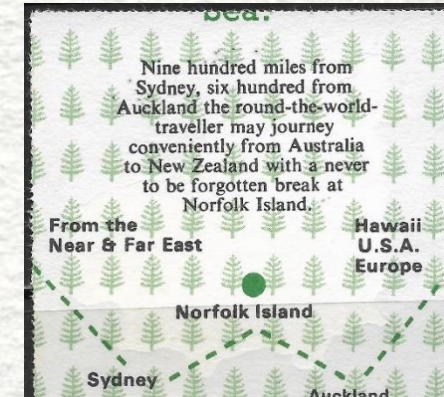 sea.
Nine hundred miles from
Sydney, six hundred from
Auckland the round-the-world-
traveller may journey
conveniently from Australia
to New Zealand with a never
to be forgotten break at
Norfolk Island.
From the
Near & Far East
Hawaii
U.S.A.
Europe
Norfolk Island
Sydney
Auckland